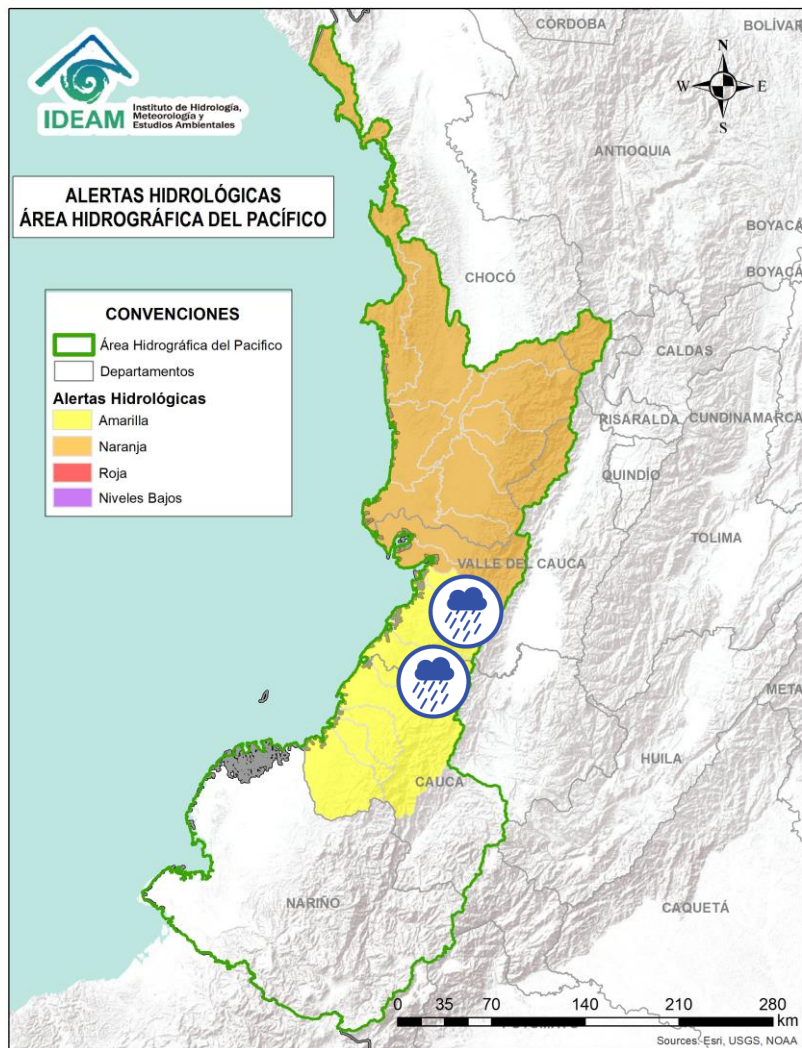 CÓRDOBA
BOLÍVAR
IDEAM
Instituto de Hidrología,
Meteorología y
Estudios Ambientales
N
W E
S
ANTIOQUIA
ALERTAS HIDROLÓGICAS
ÁREA HIDROGRÁFICA DEL PACÍFICO
BOYACÁ
BOYACÁ
CHOCÓ
CONVENCIONES
Área Hidrográfica del Pacifico
Departamentos
Alertas Hidrológicas
Amarilla
Naranja
Roja
Niveles Bajos
CALDAS
RISARALDA
CUNDINAMARCA
QUINDÍO
TOLIMA
VALLE DEL CAUCA
META
HUILA
CAUCA
NARIÑO
CAQUETÁ
0 35 70 140 210 280
km
Sources: Esri, USGS, NOAA